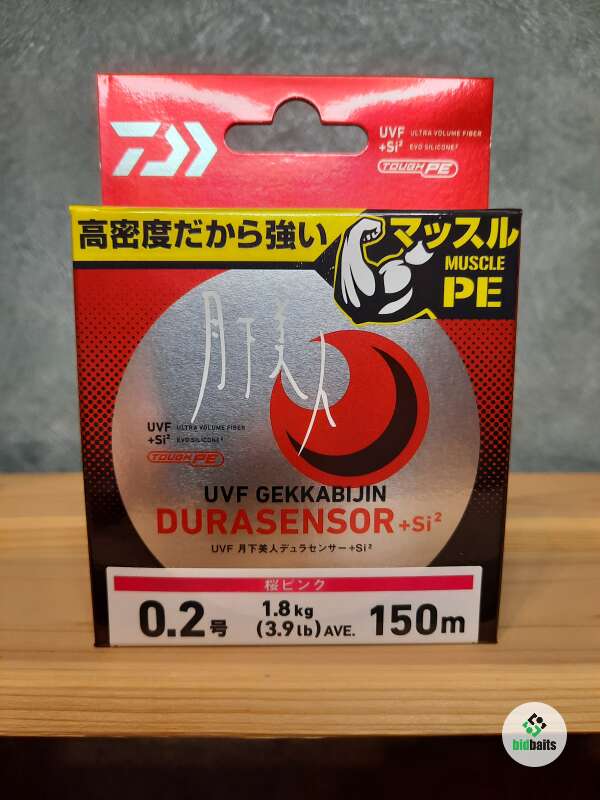 UVF ULTRA VOLUME FIBER
+Si² EVO SILICONE²
TOUGH PE
高密度だから強い
マッスル
MUSCLE
PE
月下美人
UVF ULTRA VOLUME FIBER
+Si² EVO SILICONE²
TOUGH PE
UVF GEKKABIJIN
DURASENSOR +Si²
UVF 月下美人デュラセンサー+Si²
桜ピンク
0.2号 1.8kg (3.9lb) AVE. 150m
bidbaits